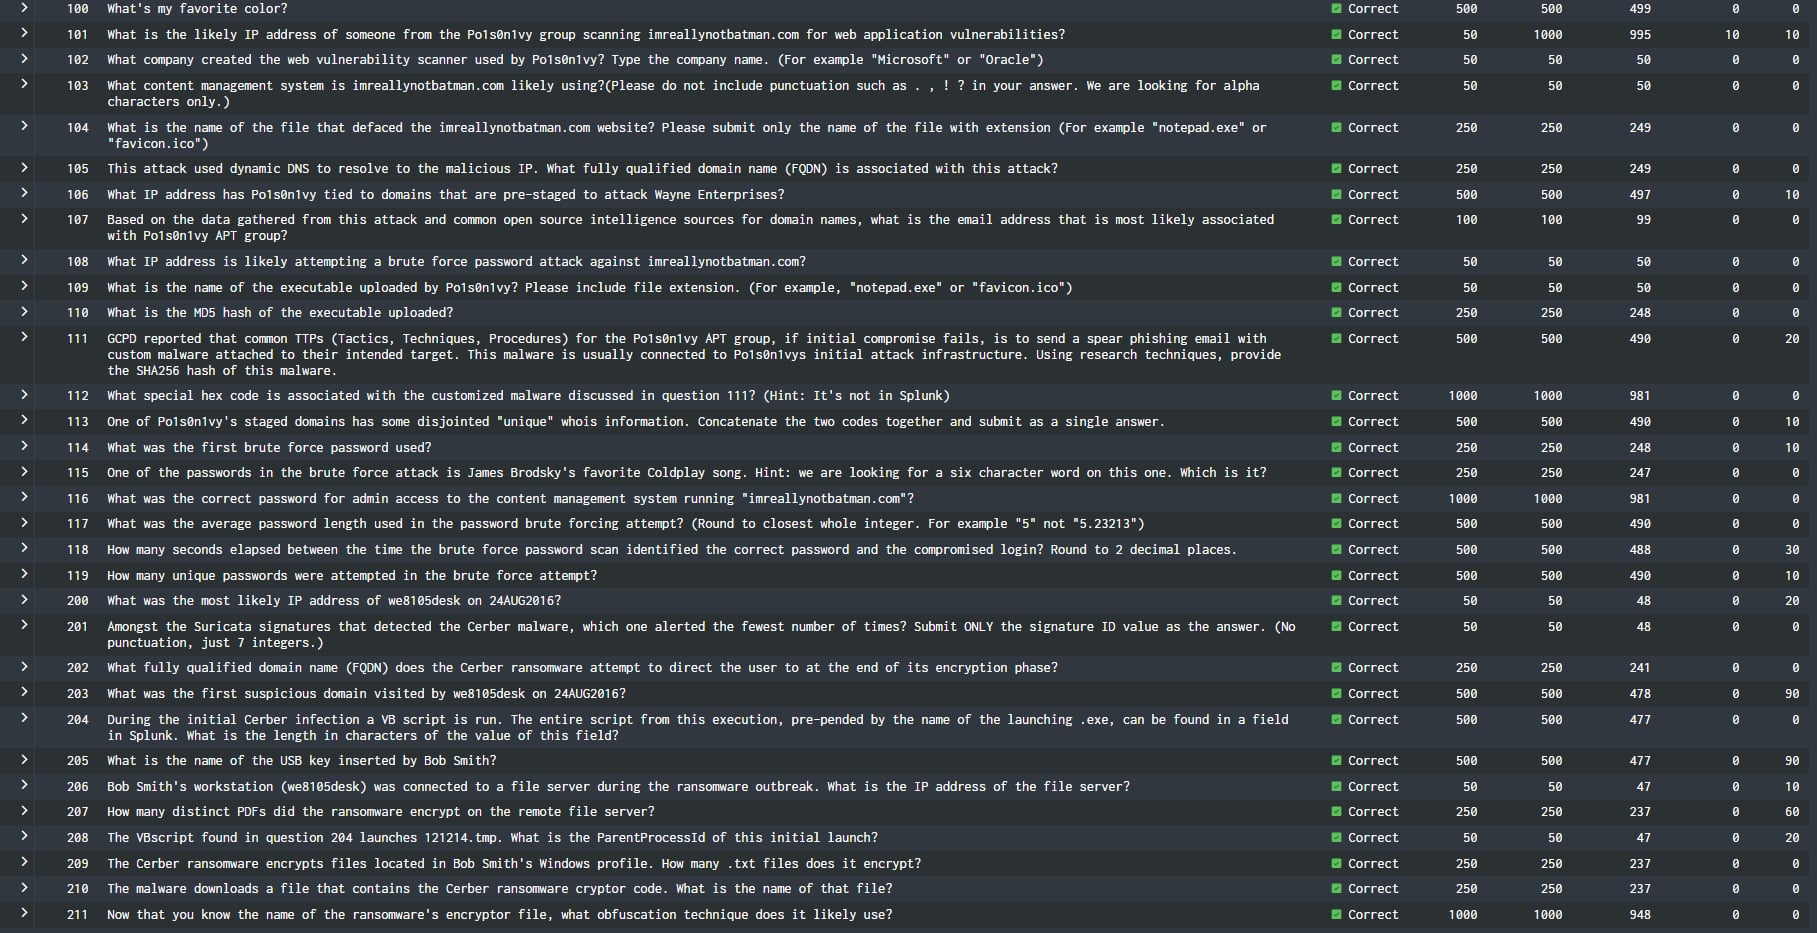 100 What's my favorite color? Correct 500 500 499 0 0
101 What is the likely IP address of someone from the Po1s0n1vy group scanning imreallynotbatman.com for web application vulnerabilities? Correct 50 1000 995 10 10
102 What company created the web vulnerability scanner used by Po1s0n1vy? Type the company name. (For example "Microsoft" or "Oracle") Correct 50 50 50 0 0
103 What content management system is imreallynotbatman.com likely using?(Please do not include punctuation such as . , ! ? in your answer. We are looking for alpha Correct 50 50 50 0 0
characters only.)
104 What is the name of the file that defaced the imreallynotbatman.com website? Please submit only the name of the file with extension (For example "notepad.exe" or Correct 250 250 249 0 0
"favicon.ico")
105 This attack used dynamic DNS to resolve to the malicious IP. What fully qualified domain name (FQDN) is associated with this attack? Correct 250 250 249 0 0
106 What IP address has Po1s0n1vy tied to domains that are pre-staged to attack Wayne Enterprises? Correct 500 500 497 0 10
107 Based on the data gathered from this attack and common open source intelligence sources for domain names, what is the email address that is most likely associated Correct 100 100 99 0 0
with Po1s0n1vy APT group?
108 What IP address is likely attempting a brute force password attack against imreallynotbatman.com? Correct 50 50 50 0 0
109 What is the name of the executable uploaded by Po1s0n1vy? Please include file extension. (For example, "notepad.exe" or "favicon.ico") Correct 50 50 50 0 0
110 What is the MD5 hash of the executable uploaded? Correct 250 250 248 0 0
111 GCPD reported that common TTPs (Tactics, Techniques, Procedures) for the Po1s0n1vy APT group, if initial compromise fails, is to send a spear phishing email with Correct 500 500 490 0 20
custom malware attached to their intended target. This malware is usually connected to Po1s0n1vys initial attack infrastructure. Using research techniques, provide
the SHA256 hash of this malware.
112 What special hex code is associated with the customized malware discussed in question 111? (Hint: It's not in Splunk) Correct 1000 1000 981 0 0
113 One of Po1s0n1vy's staged domains has some disjointed "unique" whois information. Concatenate the two codes together and submit as a single answer. Correct 500 500 490 0 10
114 What was the first brute force password used? Correct 250 250 248 0 10
115 One of the passwords in the brute force attack is James Brodsky's favorite Coldplay song. Hint: we are looking for a six character word on this one. Which is it? Correct 250 250 247 0 0
116 What was the correct password for admin access to the content management system running "imreallynotbatman.com"? Correct 1000 1000 981 0 0
117 What was the average password length used in the password brute forcing attempt? (Round to closest whole integer. For example "5" not "5.23213") Correct 500 500 490 0 0
118 How many seconds elapsed between the time the brute force password scan identified the correct password and the compromised login? Round to 2 decimal places. Correct 500 500 488 0 30
119 How many unique passwords were attempted in the brute force attempt? Correct 500 500 490 0 10
200 What was the most likely IP address of we8105desk on 24AUG2016? Correct 50 50 48 0 20
201 Amongst the Suricata signatures that detected the Cerber malware, which one alerted the fewest number of times? Submit ONLY the signature ID value as the answer. (No Correct 50 50 48 0 0
punctuation, just 7 integers.)
202 What fully qualified domain name (FQDN) does the Cerber ransomware attempt to direct the user to at the end of its encryption phase? Correct 250 250 241 0 0
203 What was the first suspicious domain visited by we8105desk on 24AUG2016? Correct 500 500 478 0 90
204 During the initial Cerber infection a VB script is run. The entire script from this execution, pre-pended by the name of the launching .exe, can be found in a field Correct 500 500 477 0 0
in Splunk. What is the length in characters of the value of this field?
205 What is the name of the USB key inserted by Bob Smith? Correct 500 500 477 0 90
206 Bob Smith's workstation (we8105desk) was connected to a file server during the ransomware outbreak. What is the IP address of the file server? Correct 50 50 47 0 10
207 How many distinct PDFs did the ransomware encrypt on the remote file server? Correct 250 250 237 0 60
208 The VBscript found in question 204 launches 121214.tmp. What is the ParentProcessId of this initial launch? Correct 50 50 47 0 20
209 The Cerber ransomware encrypts files located in Bob Smith's Windows profile. How many .txt files does it encrypt? Correct 250 250 237 0 0
210 The malware downloads a file that contains the Cerber ransomware cryptor code. What is the name of that file? Correct 250 250 237 0 0
211 Now that you know the name of the ransomware's encryptor file, what obfuscation technique does it likely use? Correct 1000 1000 948 0 0